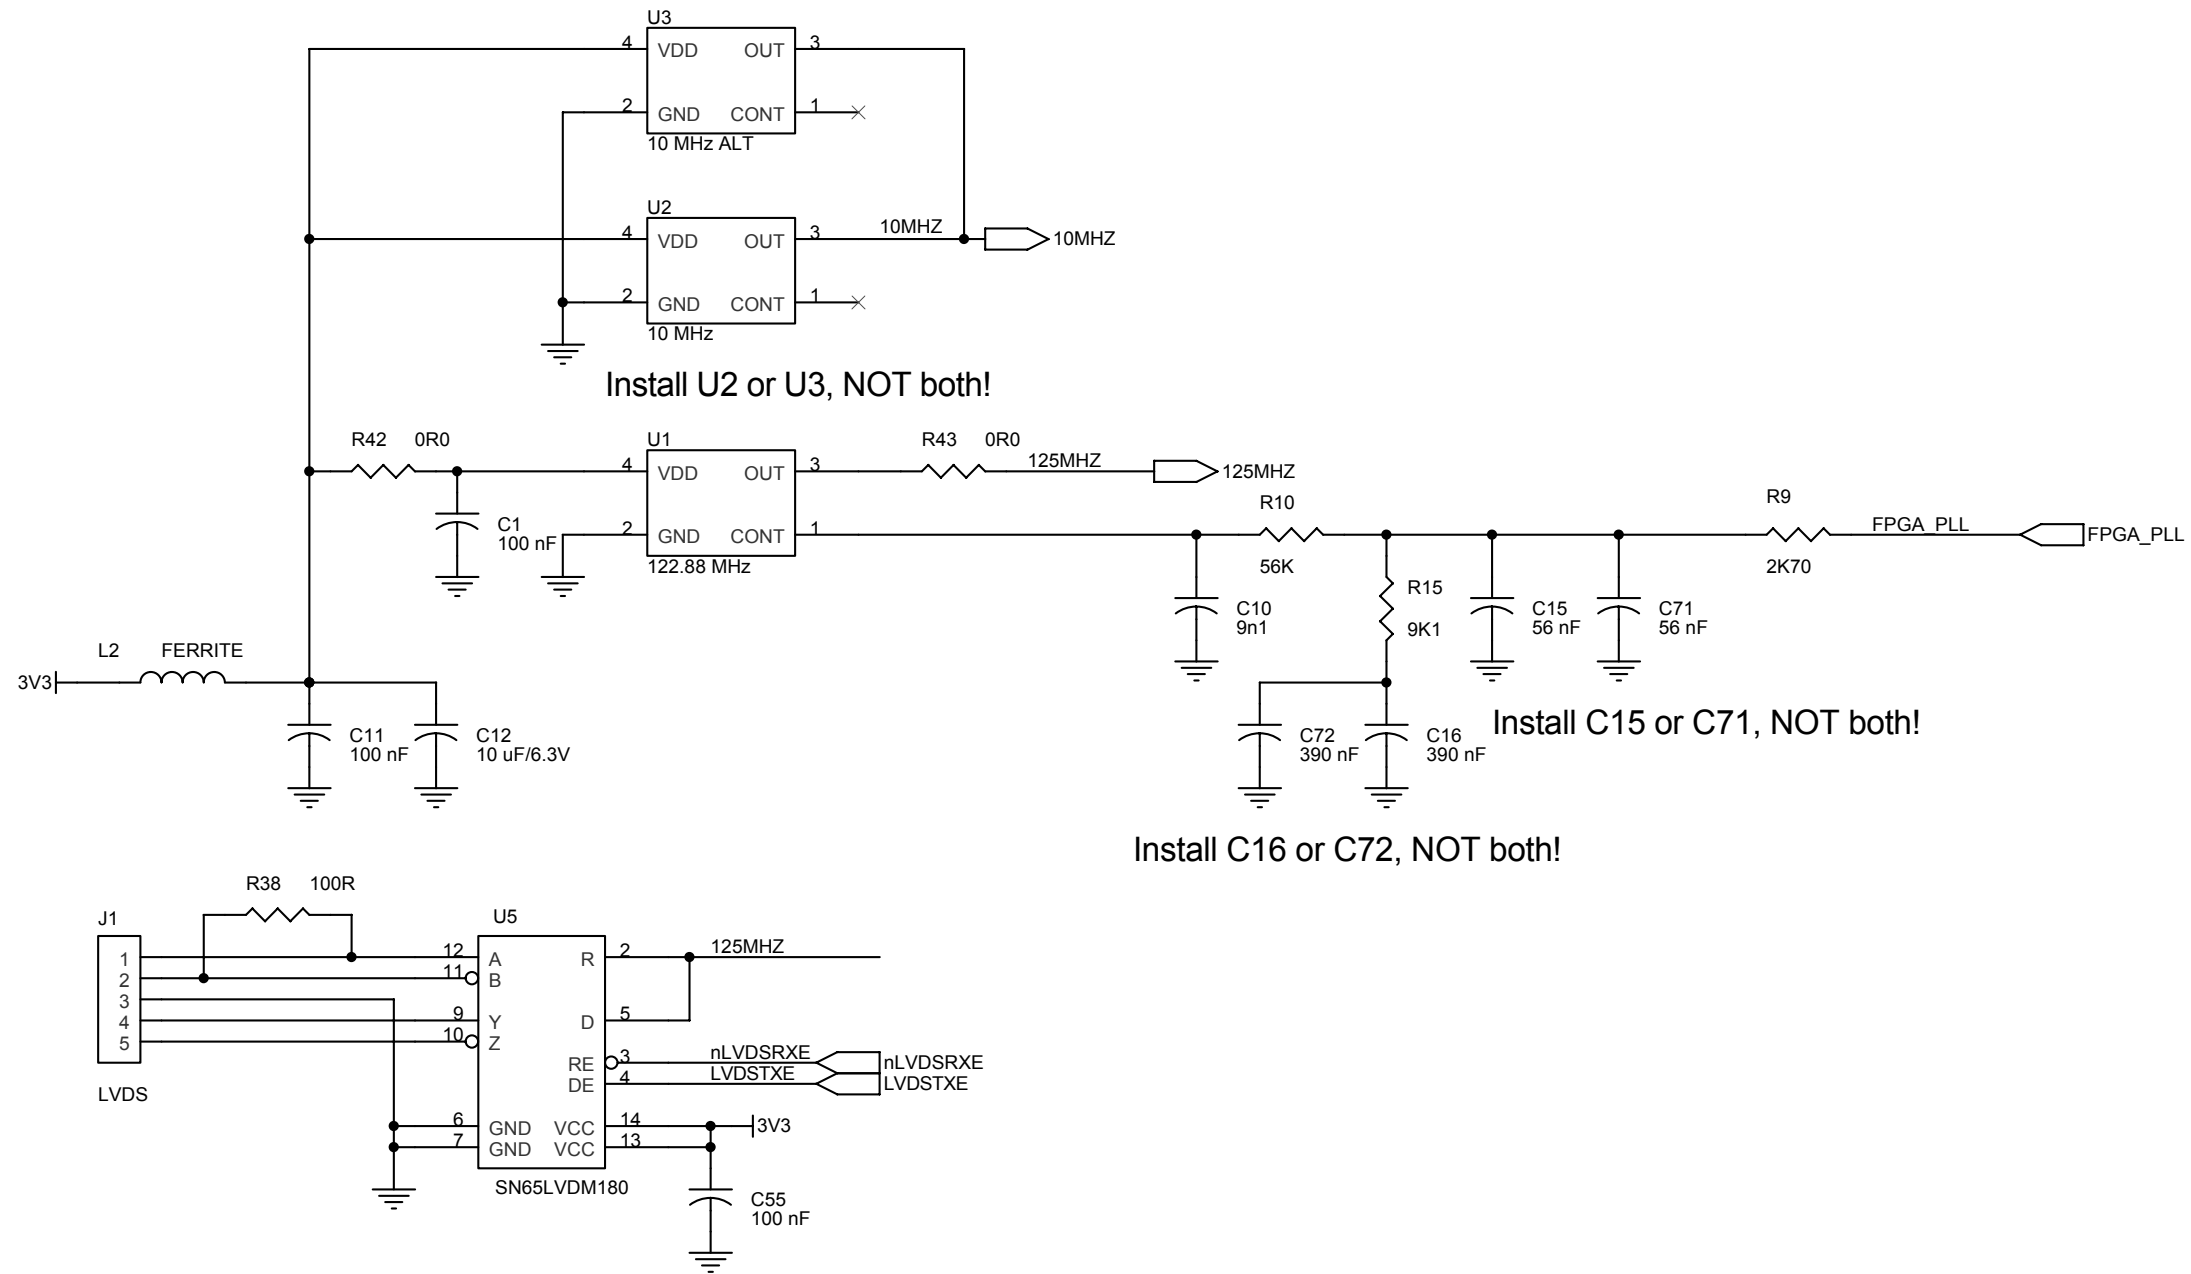 U3
4 VDD OUT 3
2 GND CONT 1
10 MHz ALT
U2
4 VDD OUT 3 10MHZ 10MHZ
2 GND CONT 1
10 MHz
Install U2 or U3, NOT both!
R42 0R0 U1 R43 0R0
4 VDD OUT 3 125MHZ 125MHZ
R10 R9
C1
100 nF
2 GND CONT 1 FPGA_PLL FPGA_PLL
122.88 MHz 56K 2K70
R15
9K1
C10
9n1
C15
56 nF
C71
56 nF
L2 FERRITE
3V3
C11
100 nF
C12
10 uF/6.3V
C72
390 nF
C16
390 nF
Install C15 or C71, NOT both!
Install C16 or C72, NOT both!
R38 100R
J1 U5
1 12 A R 2 125MHZ
2 11 B
3
4 9 Y D 5
5 10 Z
RE 3 nLVDSRXE nLVDSRXE
DE 4 LVDSTXE LVDSTXE
LVDS
6 GND VCC 14 3V3
7 GND VCC 13
SN65LVDM180
C55
100 nF